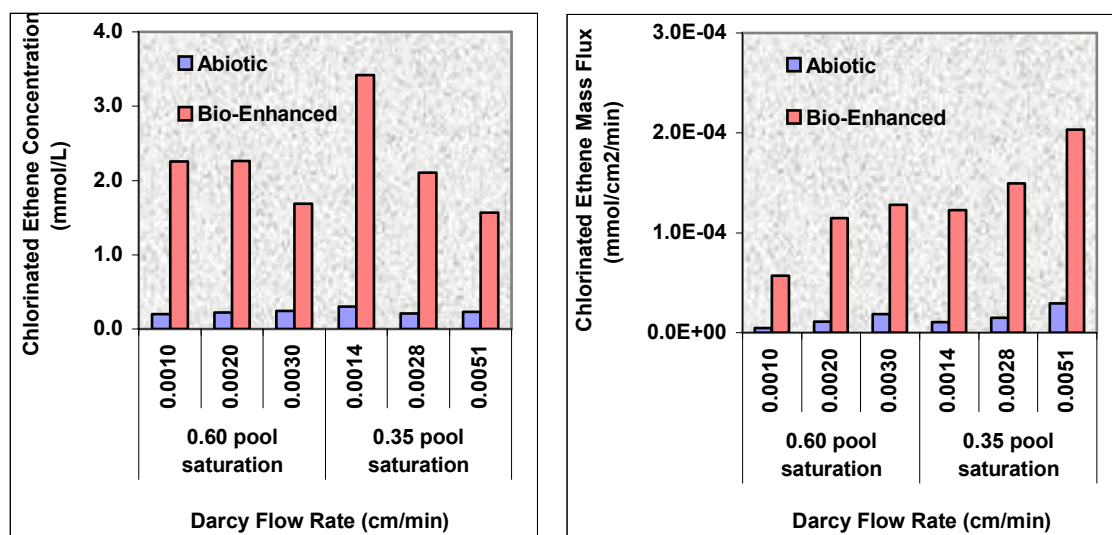 Chlorinated Ethene Concentration
(mmol/L)
4.0
3.0
2.0
1.0
0.0
Abiotic
Bio-Enhanced
0.0010
0.0020
0.0030
0.0014
0.0028
0.0051
0.60 pool
saturation
0.35 pool
saturation
Darcy Flow Rate (cm/min)
Chlorinated Ethene Mass Flux
(mmol/cm2/min)
3.0E-04
2.0E-04
1.0E-04
0.0E+00
Abiotic
Bio-Enhanced
0.0010
0.0020
0.0030
0.0014
0.0028
0.0051
0.60 pool
saturation
0.35 pool
saturation
Darcy Flow Rate (cm/min)